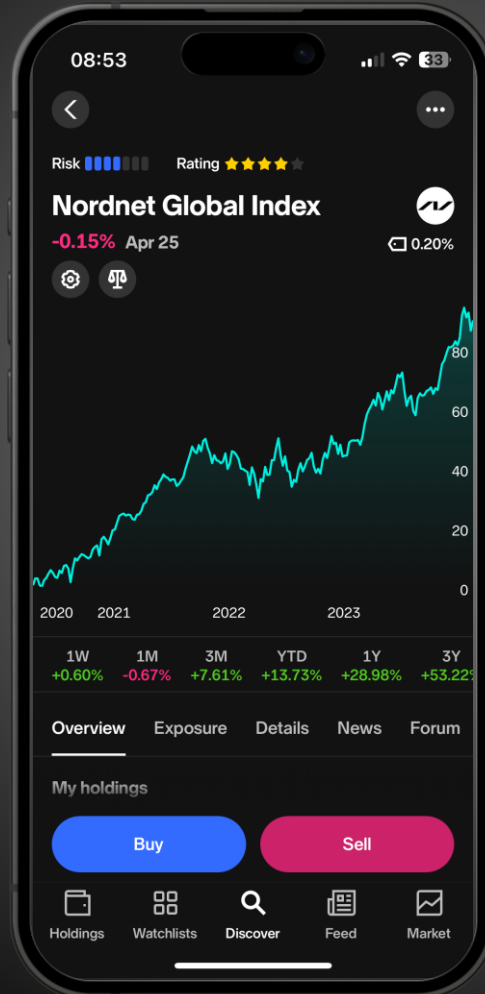 08:53 33
Risk Rating
Nordnet Global Index
-0.15% Apr 25 0.20%
80
60
40
20
0
2020 2021 2022 2023
1W 1M 3M YTD 1Y 3Y
+0.60% -0.67% +7.61% +13.73% +28.98% +53.22%
Overview Exposure Details News Forum
My holdings
Buy Sell
Holdings Watchlists Discover Feed Market